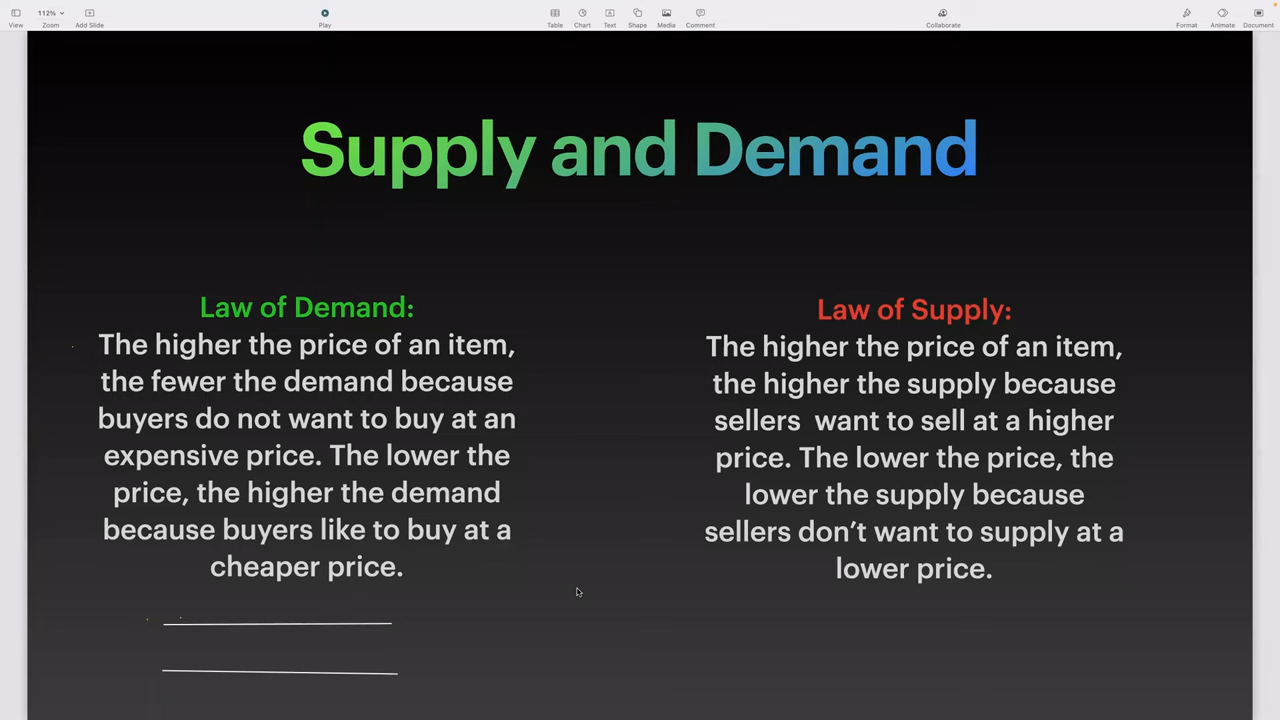 112%
View
Zoom
Add Slide
Play
Table
Chart
Text
Shape
Media
Comment
Collaborate
Format
Animate
Document
Supply and Demand
Law of Demand:
The higher the price of an item,
the fewer the demand because
buyers do not want to buy at an
expensive price. The lower the
price, the higher the demand
because buyers like to buy at a
cheaper price.
Law of Supply:
The higher the price of an item,
the higher the supply because
sellers  want to sell at a higher
price. The lower the price, the
lower the supply because
sellers don’t want to supply at a
lower price.